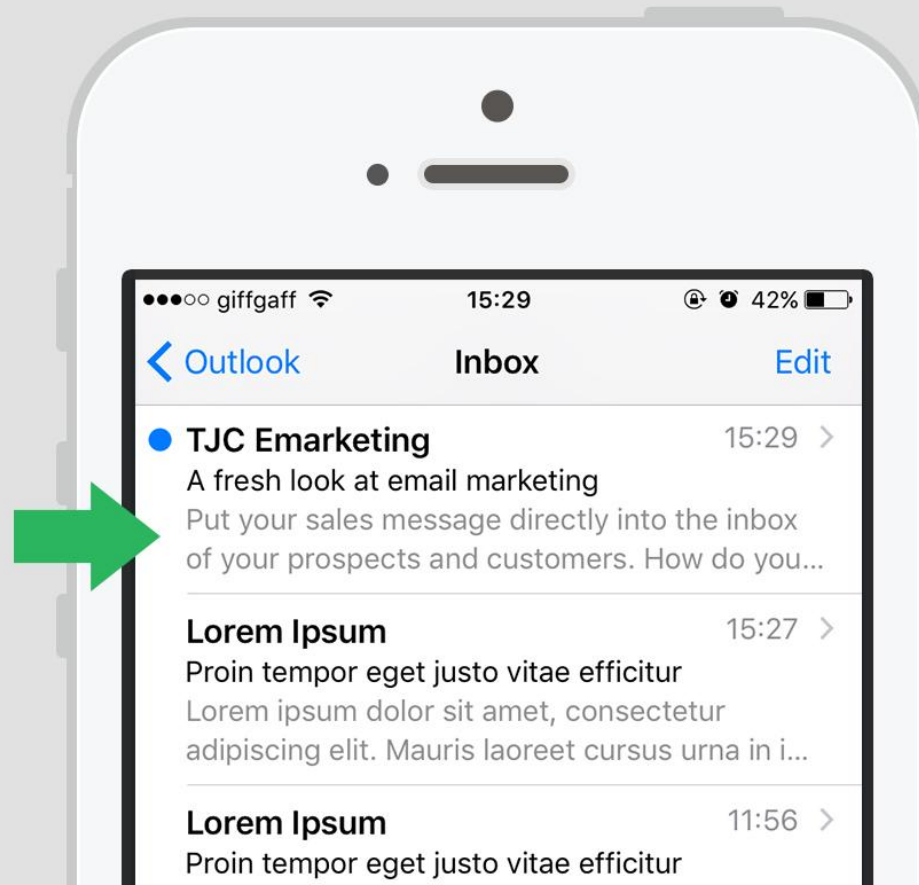 giffgaff 15:29 42%
Outlook Inbox Edit
TJC Emarketing 15:29
A fresh look at email marketing
Put your sales message directly into the inbox
of your prospects and customers. How do you...
Lorem Ipsum 15:27
Proin tempor eget justo vitae efficitur
Lorem ipsum dolor sit amet, consectetur
adipiscing elit. Mauris laoreet cursus urna in i...
Lorem Ipsum 11:56
Proin tempor eget justo vitae efficitur